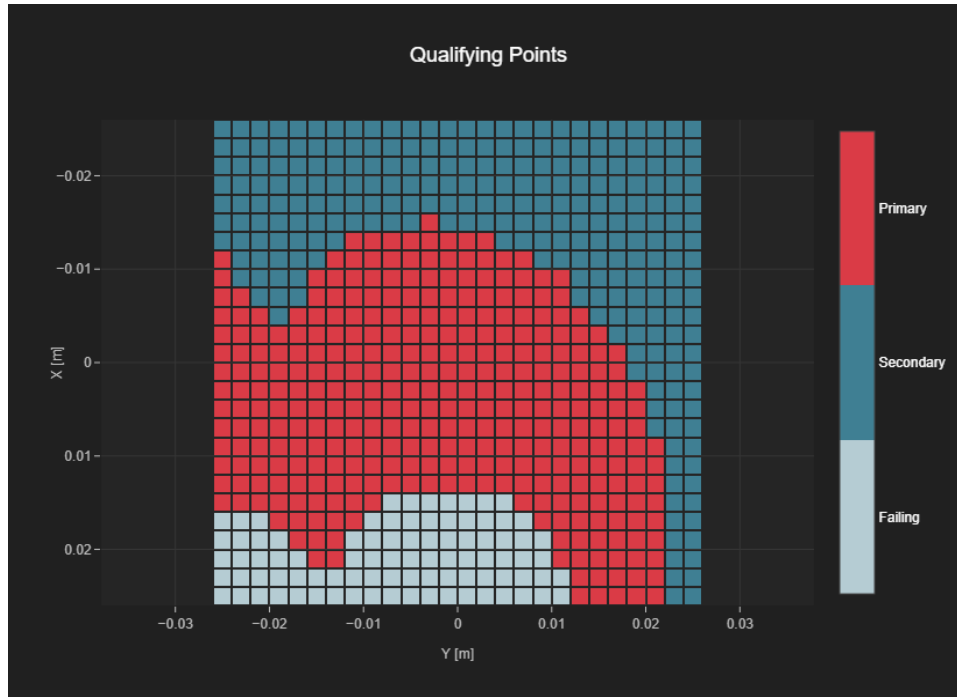 Qualifying Points
−0.02
−0.01
0
0.01
0.02
X [m]
−0.03
−0.02
−0.01
0
0.01
0.02
0.03
Y [m]
Primary
Secondary
Failing